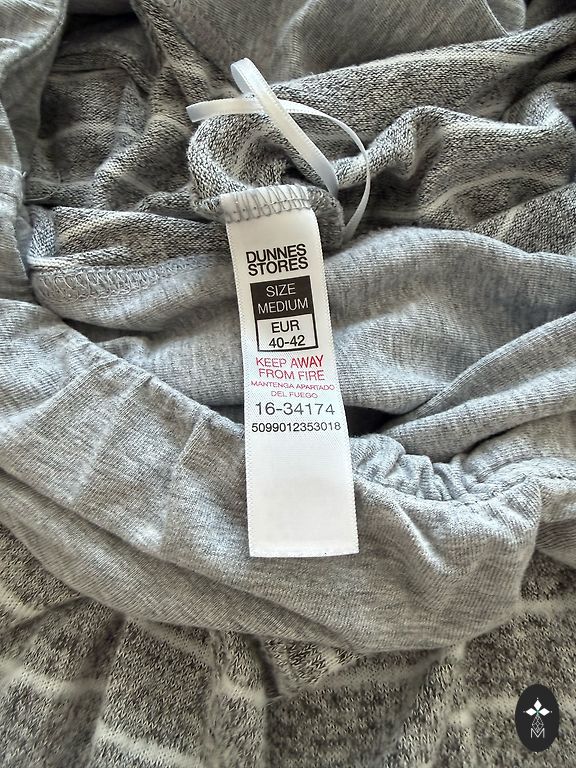 DUNNES
STORES
SIZE
MEDIUM
EUR
40-42
KEEP AWAY
FROM FIRE
MANTENGA APARTADO
DEL FUEGO
16-34174
5099012353018
M